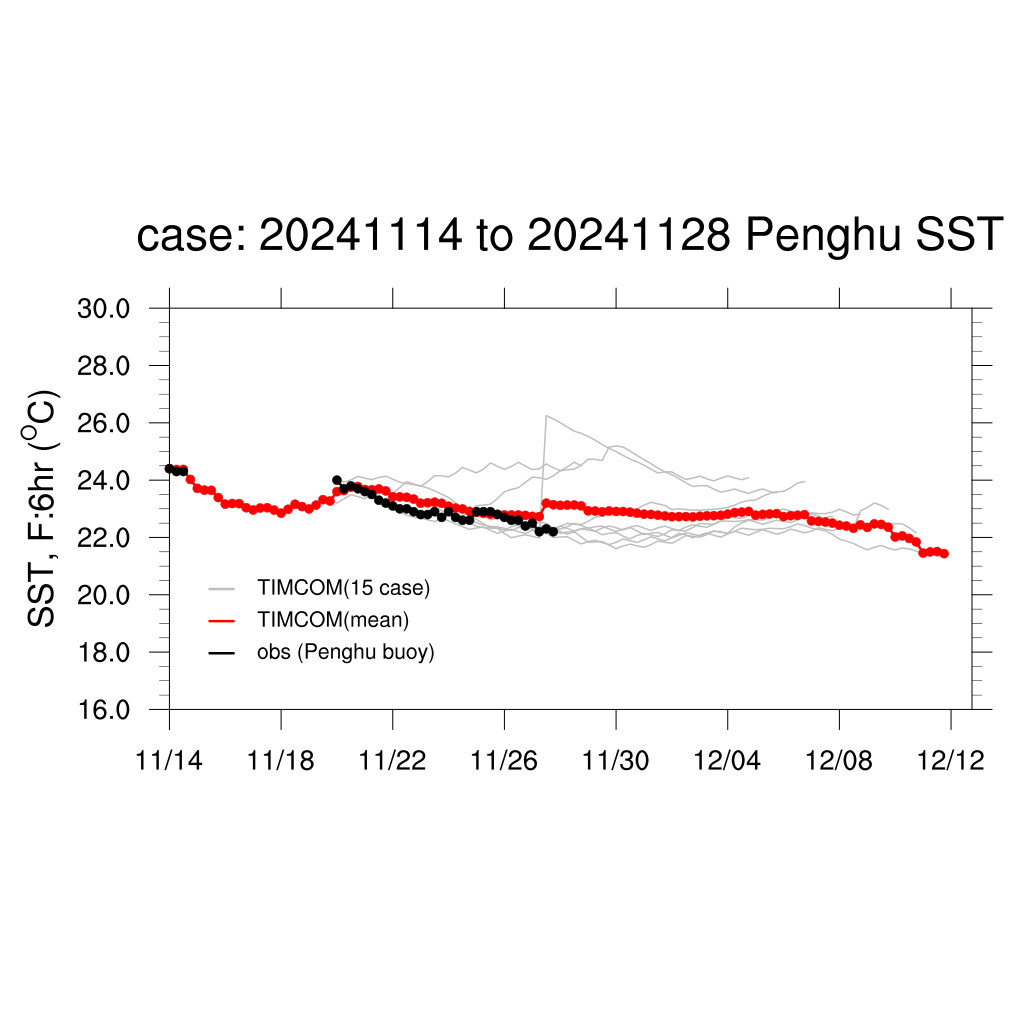 case: 20241114 to 20241128 Penghu SST
30.0
28.0
26.0
24.0
22.0
20.0
18.0
16.0
SST, F:6hr (°C)
TIMCOM(15 case)
TIMCOM(mean)
obs (Penghu buoy)
11/14 11/18 11/22 11/26 11/30 12/04 12/08 12/12